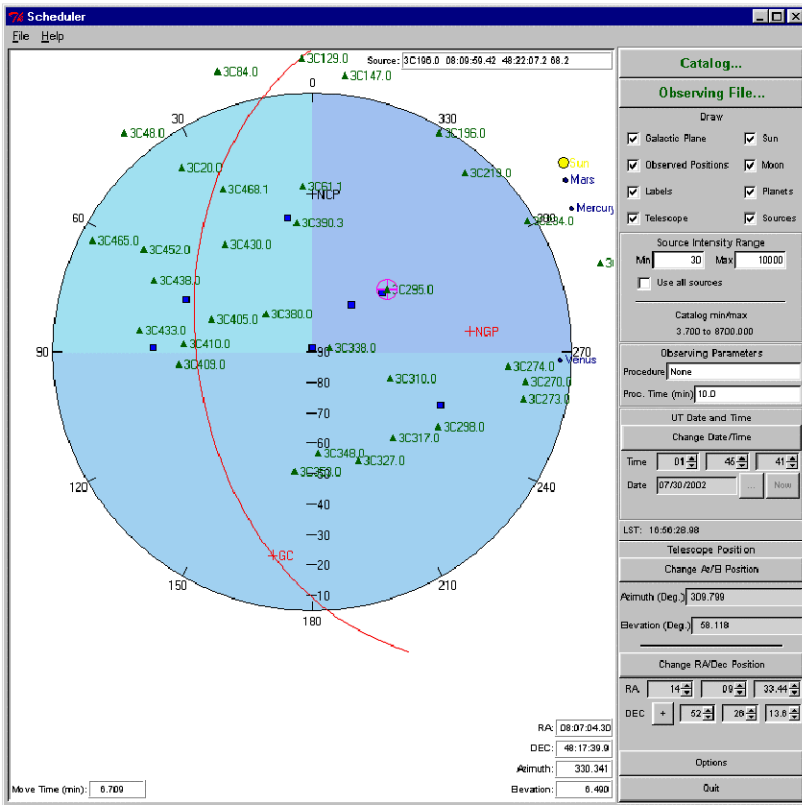 Scheduler
File Help
Source: 3C196.0 08:09:59.42 48:22:07.2 68.2
3C129.0
3C84.0
3C147.0
0
30
330
3C48.0
3C196.0
3C20.0
3C219.0
Sun
Mars
3C468.1
3C61.1
NCP
Mercury
60
300
3C390.3
3C465.0
3C452.0
3C430.0
3C438.0
3C295.0
3C405.0
3C380.0
3C433.0
NGP
90
3C410.0
90
3C338.0
270
Venus
3C409.0
3C274.0
80
3C310.0
3C270.0
70
3C273.0
3C298.0
60
3C317.0
3C348.0
3C327.0
3C353.0
50
120
40
240
30
GC
20
150
210
10
180
RA: 08:07:04.30
DEC: 48:17:39.9
Azimuth: 330.341
Move Time (min): 6.709
Elevation: 6.490
Catalog...
Observing File...
Draw
Galactic Plane Sun
Observed Positions Moon
Labels Planets
Telescope Sources
Source Intensity Range
Min 30 Max 10000
Use all sources
Catalog min/max
3.700 to 8700.000
Observing Parameters
Procedure None
Proc. Time (min) 10.0
UT Date and Time
Change Date/Time
Time 01 45 41
Date 07/30/2002 ... Now
LST: 16:56:28.98
Telescope Position
Change Az/El Position
Azimuth (Deg.) 309.799
Elevation (Deg.) 58.118
Change RA/Dec Position
RA 14 09 33.44
DEC + 52 26 13.6
Options
Quit